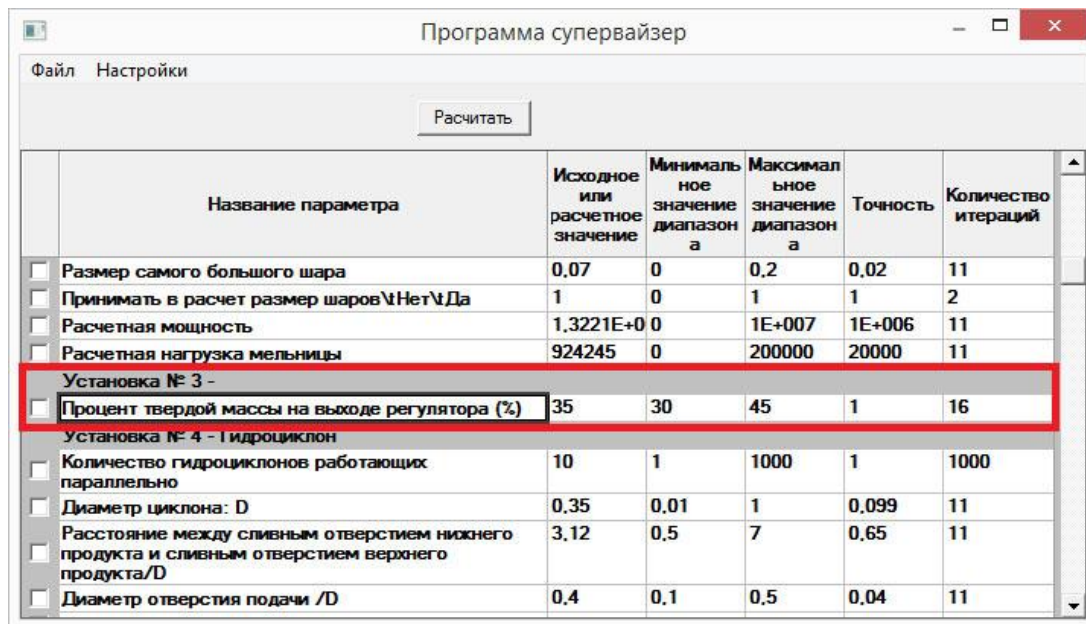 Программа супервайзер
Файл Настройки
Расчитать
Название параметра
Исходное
или
расчетное
значение
Минималь
ное
значение
диапазон
а
Максимал
ьное
значение
диапазон
а
Точность
Количество
итераций
Размер самого большого шара 0,07 0 0,2 0,02 11
Принимать в расчет размер шаров\tНет\tДа 1 0 1 1 2
Расчетная мощность 1,3221E+0 0 1E+007 1E+006 11
Расчетная нагрузка мельницы 924245 0 200000 20000 11
Установка № 3 -
Процент твердой массы на выходе регулятора (%) 35 30 45 1 16
Установка № 4 - Гидроциклон
Количество гидроциклонов работающих
параллельно 10 1 1000 1 1000
Диаметр циклона: D 0,35 0,01 1 0,099 11
Расстояние между сливным отверстием нижнего
продукта и сливным отверстием верхнего
продукта/D 3,12 0,5 7 0,65 11
Диаметр отверстия подачи /D 0,4 0,1 0,5 0,04 11